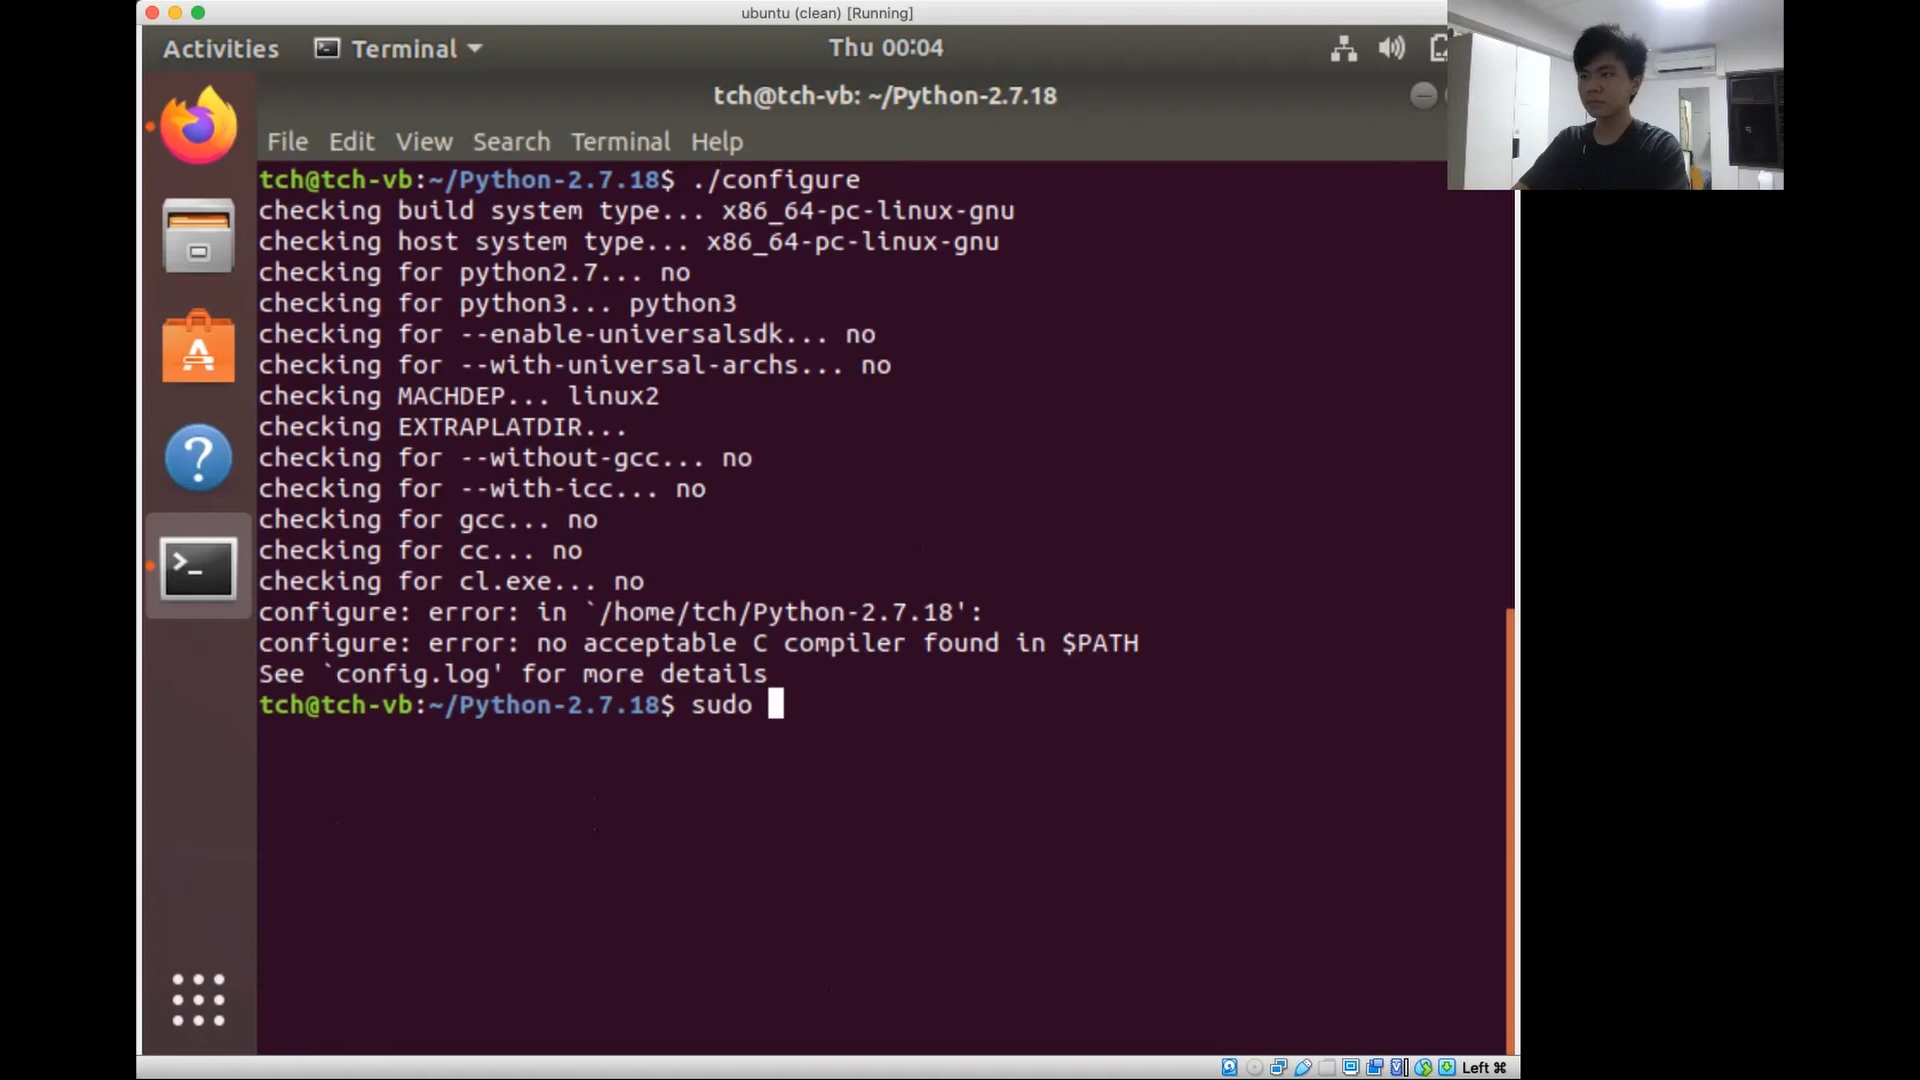 ubuntu (clean) [Running]
Activities Terminal Thu 00:04
tch@tch-vb: ~/Python-2.7.18
File Edit View Search Terminal Help
tch@tch-vb:~/Python-2.7.18$ ./configure
checking build system type... x86_64-pc-linux-gnu
checking host system type... x86_64-pc-linux-gnu
checking for python2.7... no
checking for python3... python3
checking for --enable-universalsdk... no
checking for --with-universal-archs... no
checking MACHDEP... linux2
checking EXTRAPLATDIR...
checking for --without-gcc... no
checking for --with-icc... no
checking for gcc... no
checking for cc... no
checking for cl.exe... no
configure: error: in `/home/tch/Python-2.7.18':
configure: error: no acceptable C compiler found in $PATH
See `config.log' for more details
tch@tch-vb:~/Python-2.7.18$ sudo
Left ⌘